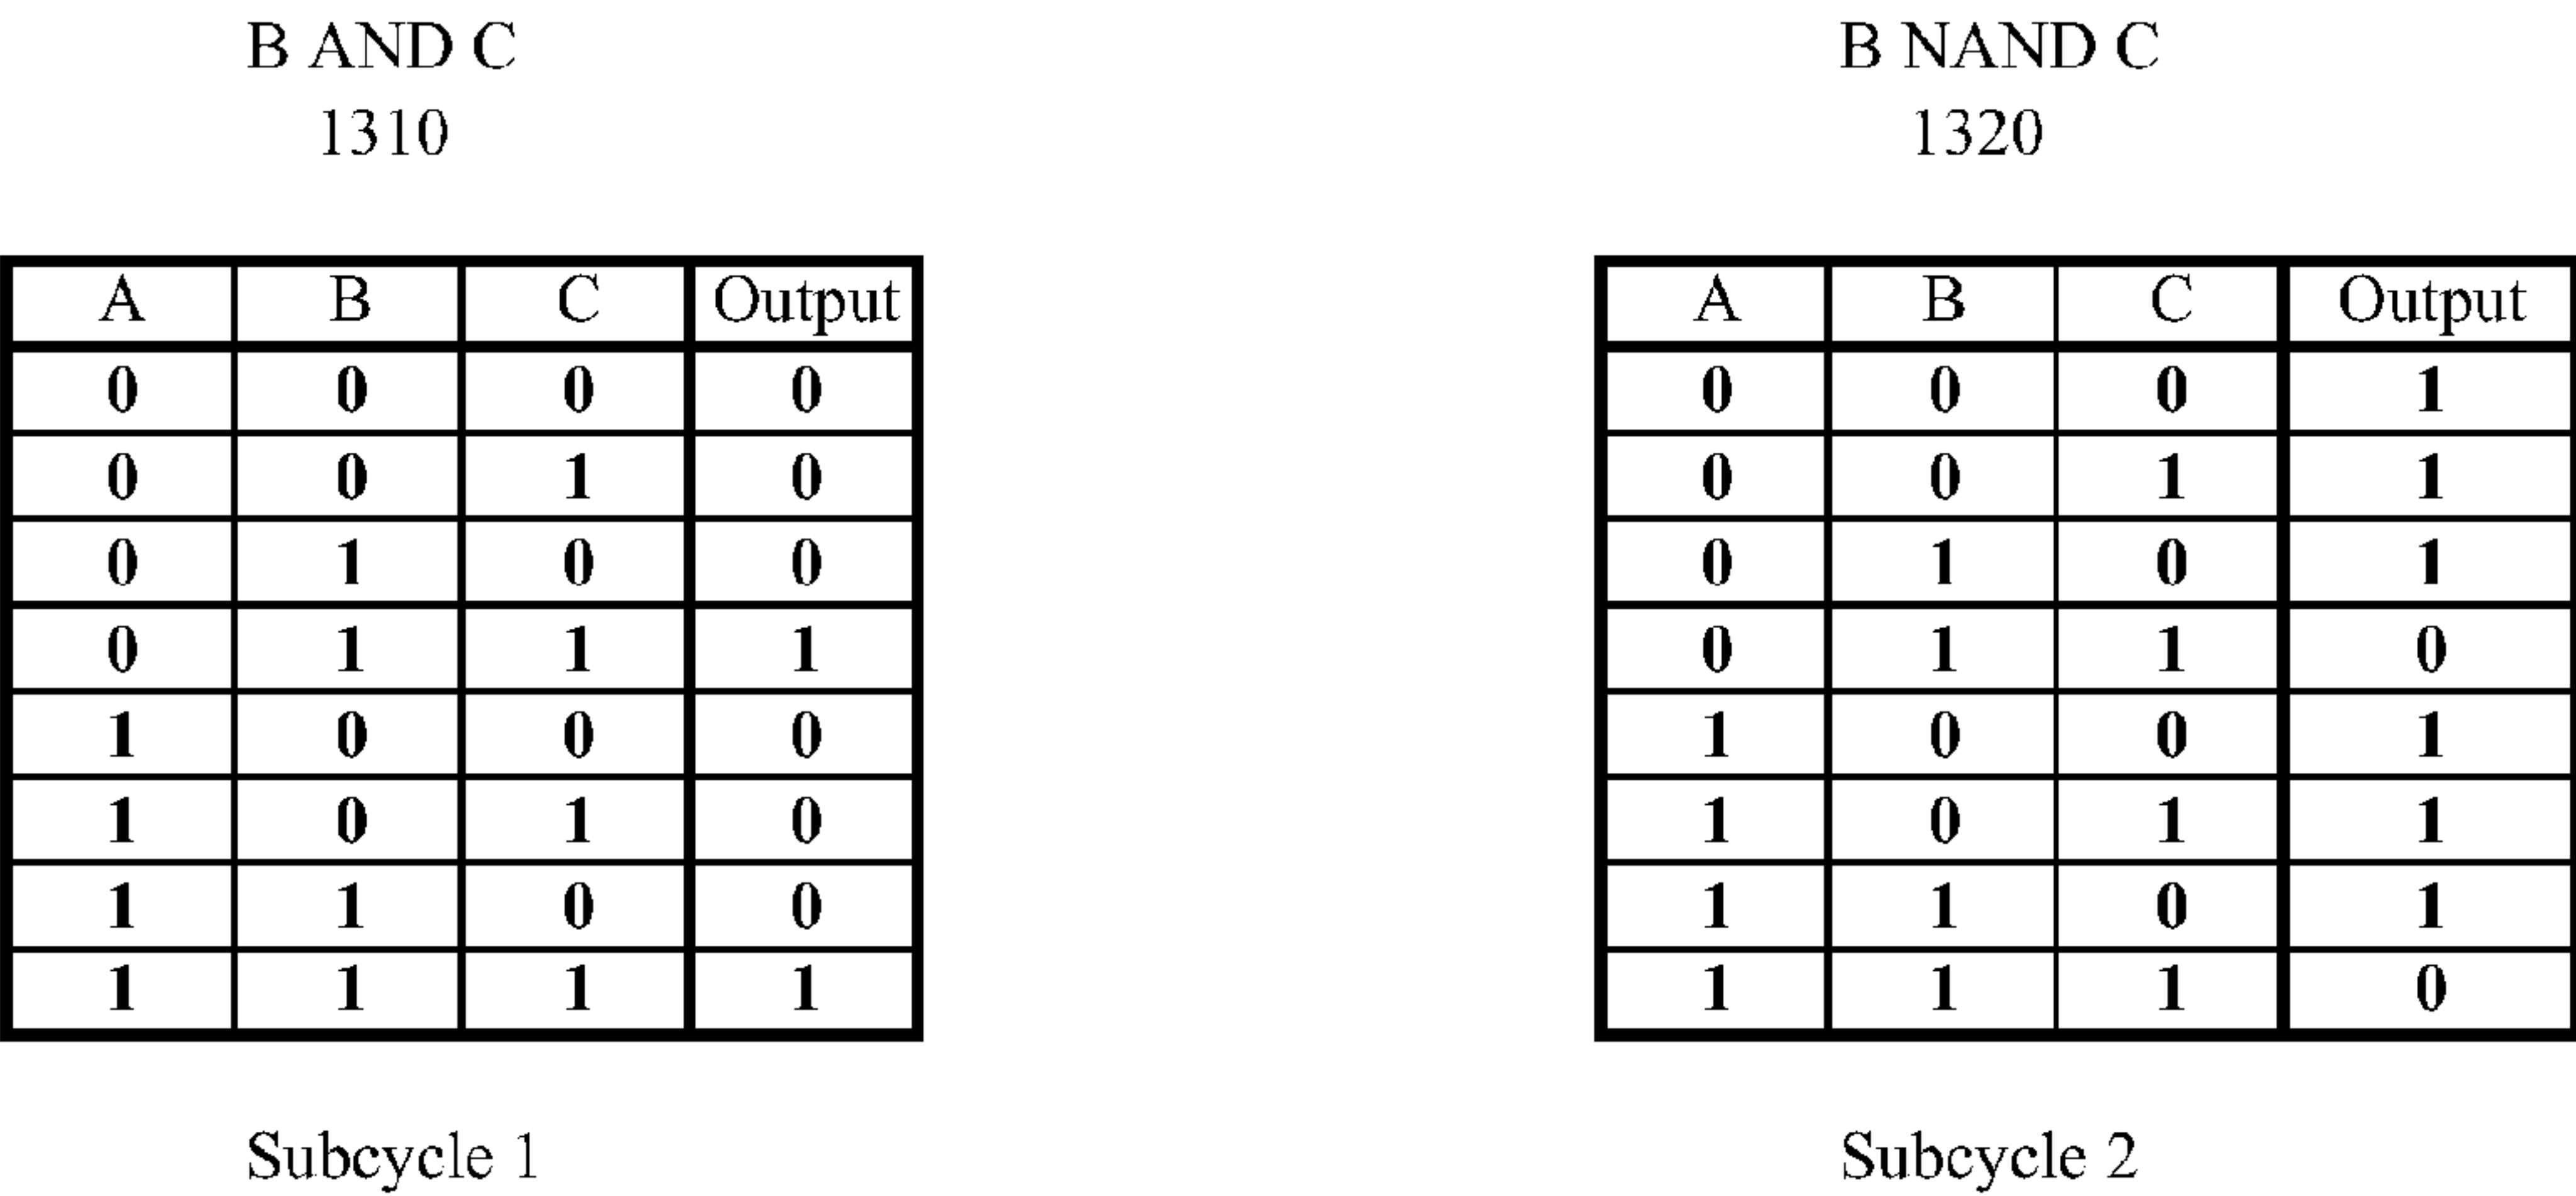 B AND C
1310
A B C Output
0 0 0 0
0 0 1 0
0 1 0 0
0 1 1 1
1 0 0 0
1 0 1 0
1 1 0 0
1 1 1 1
Subcycle 1
B NAND C
1320
A B C Output
0 0 0 1
0 0 1 1
0 1 0 1
0 1 1 0
1 0 0 1
1 0 1 1
1 1 0 1
1 1 1 0
Subcycle 2